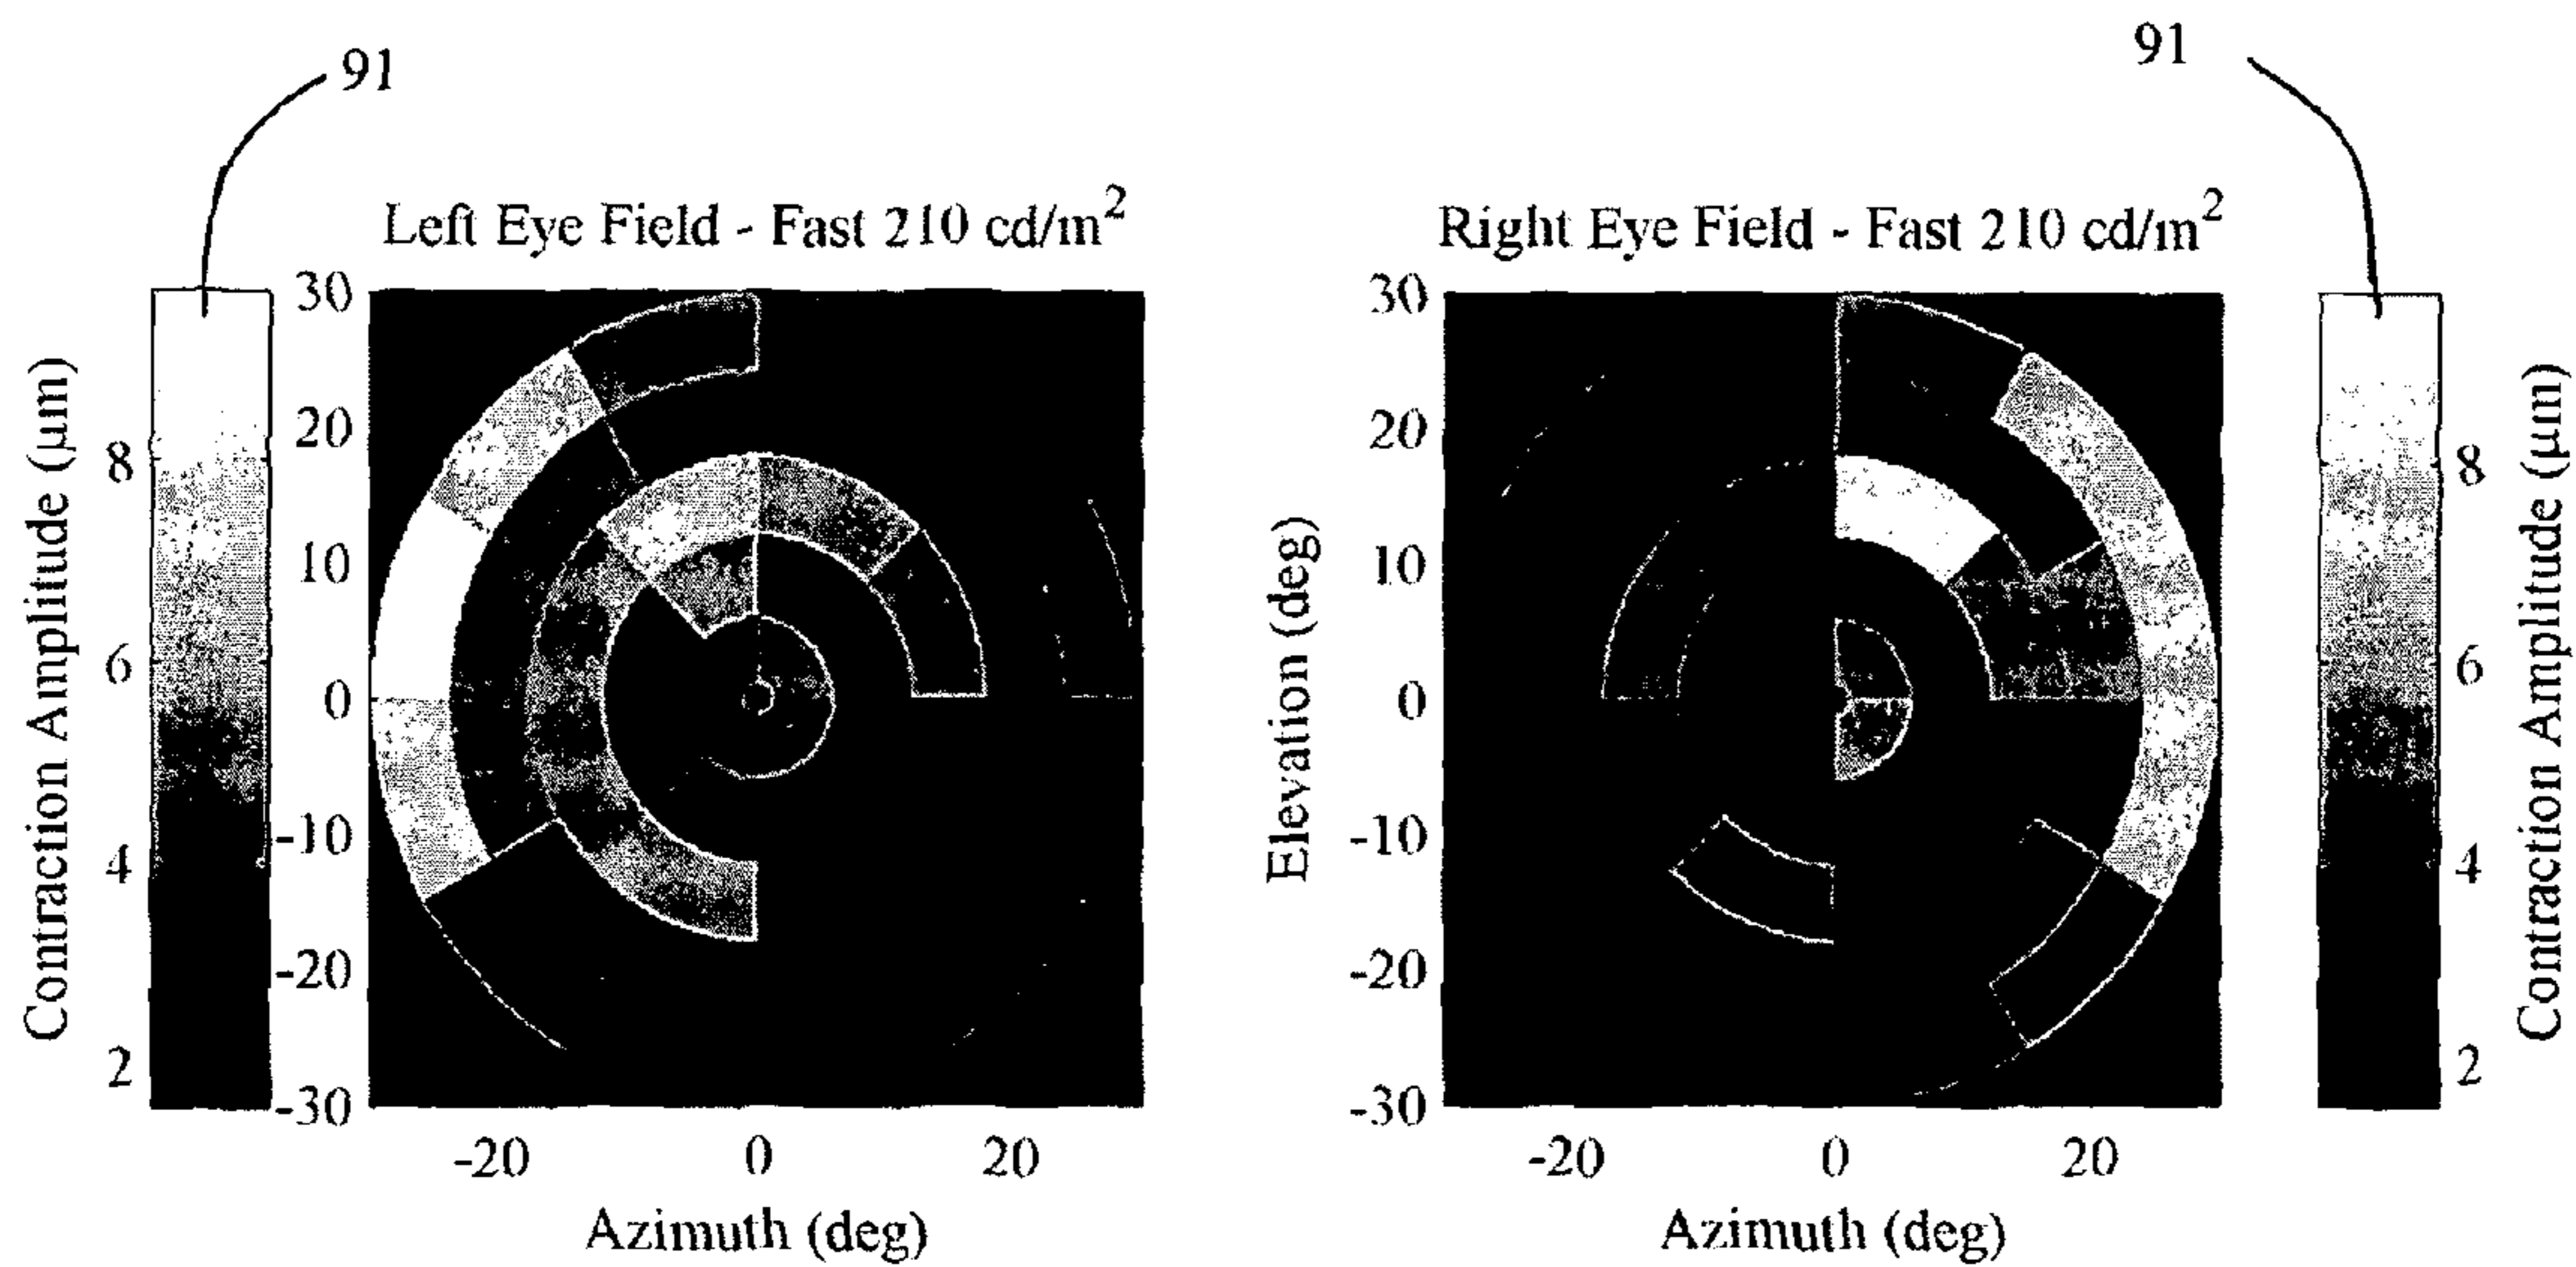 91
91
Left Eye Field - Fast 210 cd/m²
Right Eye Field - Fast 210 cd/m²
Contraction Amplitude (µm)
8
6
4
2
30
20
10
0
-10
-20
-30
-20 0 20
Azimuth (deg)
Elevation (deg)
30
20
10
0
-10
-20
-30
-20 0 20
Azimuth (deg)
8
6
4
2
Contraction Amplitude (µm)